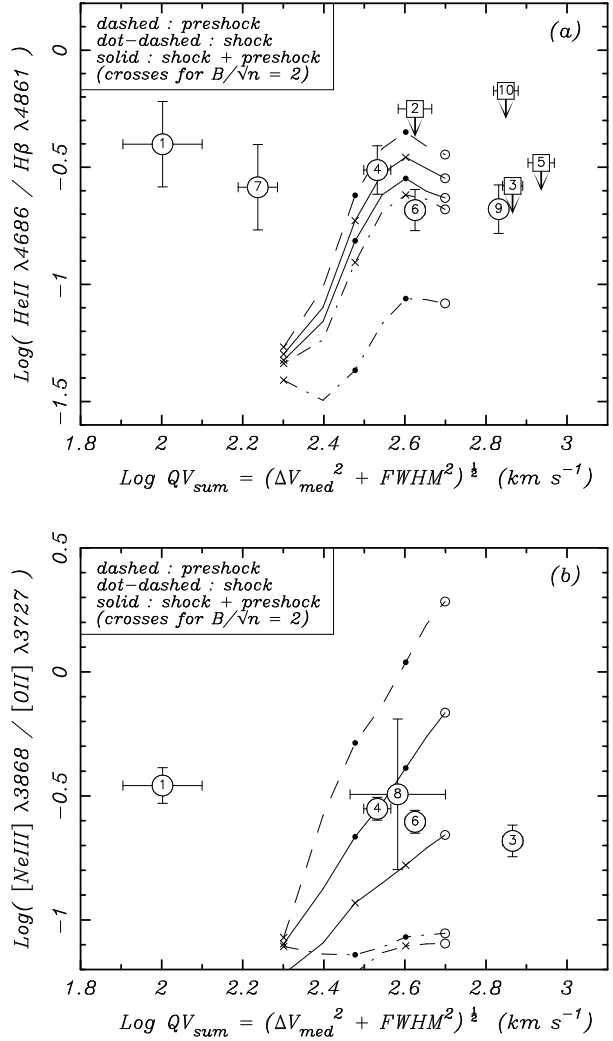 dashed : preshock
dot-dashed : shock
solid : shock + preshock
(crosses for B/√n = 2)
(a)
Log( HeII λ4686 / Hβ λ4861 )
0
−0.5
−1
−1.5
1
7
4
2
6
10
9
3
5
1.8
2
2.2
2.4
2.6
2.8
3
Log QVsum = (ΔVmed² + FWHM²)^½ (km s⁻¹)
dashed : preshock
dot-dashed : shock
solid : shock + preshock
(crosses for B/√n = 2)
(b)
Log( [NeIII] λ3868 / [OII] λ3727 )
0.5
0
−0.5
−1
1
4
8
6
3
1.8
2
2.2
2.4
2.6
2.8
3
Log QVsum = (ΔVmed² + FWHM²)^½ (km s⁻¹)